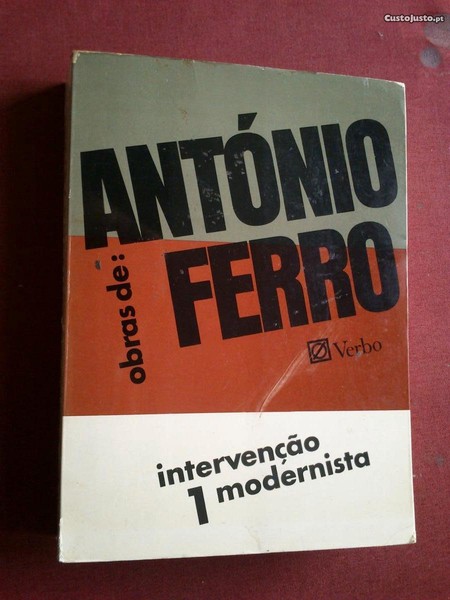 CustoJusto.pt
obras de:
ANTÓNIO
FERRO
Verbo
intervenção
1 modernista